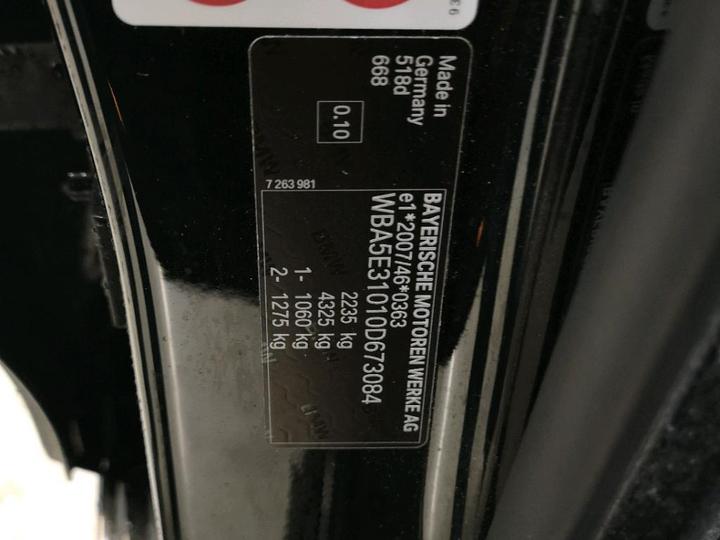 Made in
Germany
518d
668
0.10
7 263 981
BAYERISCHE MOTOREN WERKE AG
e1*2007/46*0363
WBA5E31010D673084
2235 kg
4325 kg
1- 1060 kg
2- 1275 kg